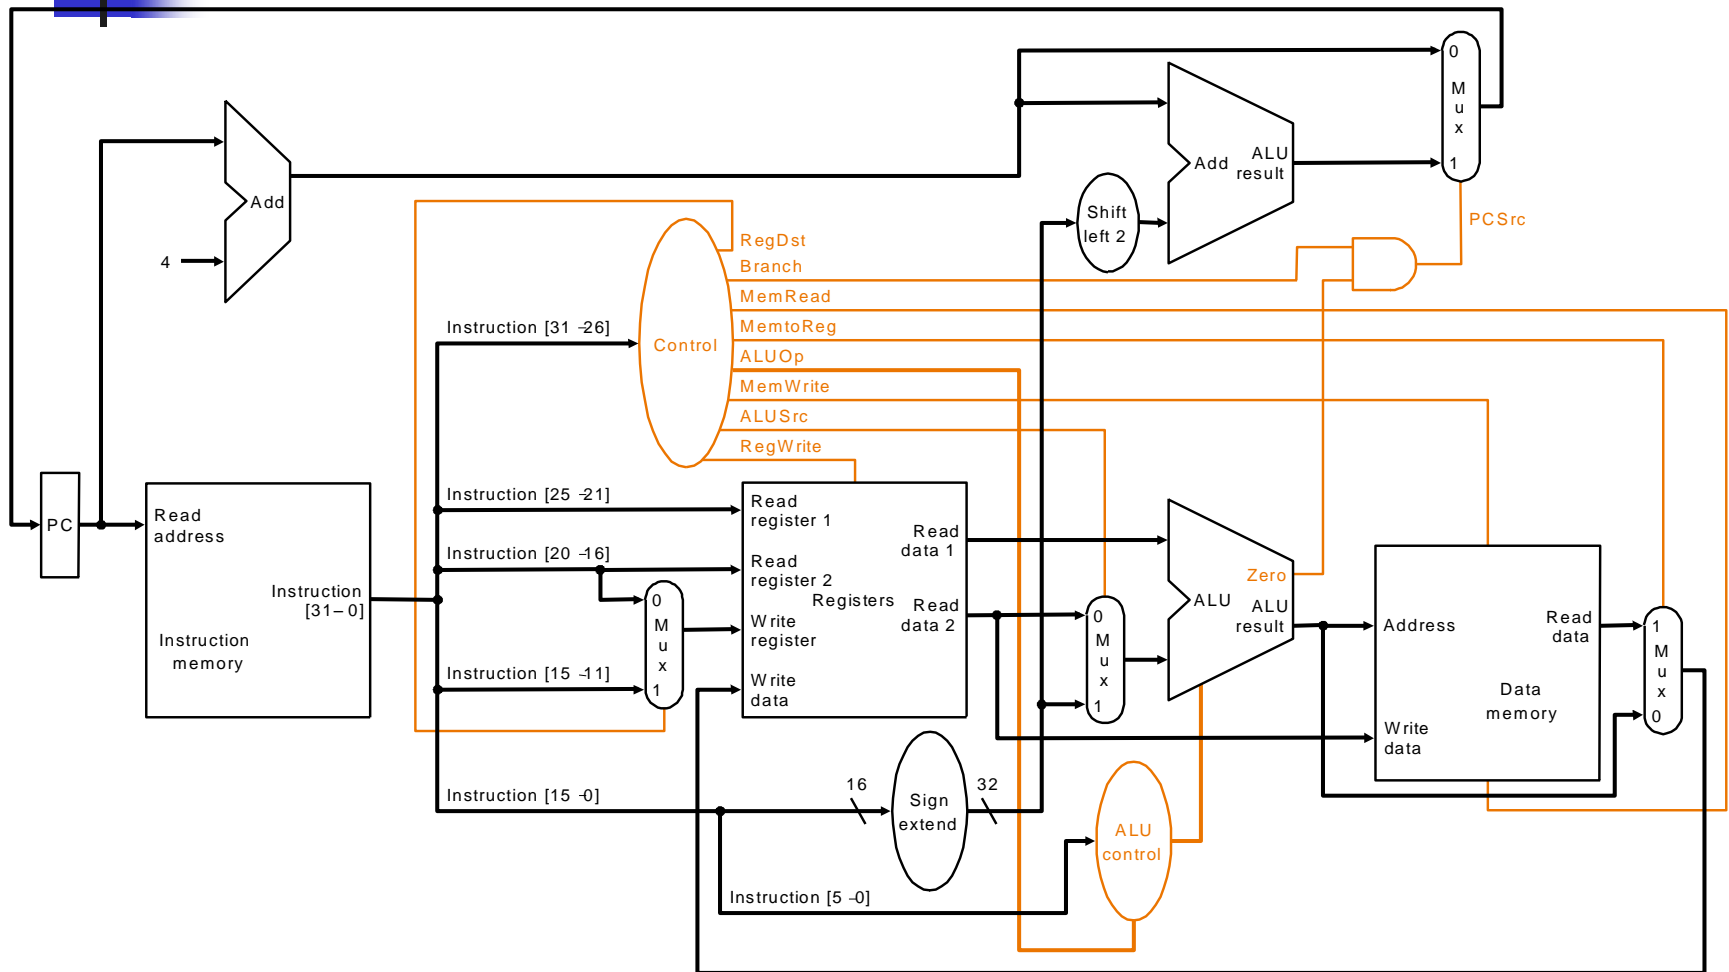 0
M
u
x
1
Add
ALU
result
Add
Shift
left 2
PCSrc
4
RegDst
Branch
MemRead
MemtoReg
ALUOp
MemWrite
ALUSrc
RegWrite
Control
Instruction [31–26]
Instruction [25–21]
Instruction [20–16]
Instruction [15–11]
Instruction [15–0]
Instruction [5–0]
PC
Read
address
Instruction
[31–0]
Instruction
memory
0
M
u
x
1
Read
register 1
Read
register 2
Registers
Write
register
Write
data
Read
data 1
Read
data 2
0
M
u
x
1
Zero
ALU
ALU
result
Address
Read
data
Data
memory
Write
data
1
M
u
x
0
16
Sign
extend
32
ALU
control